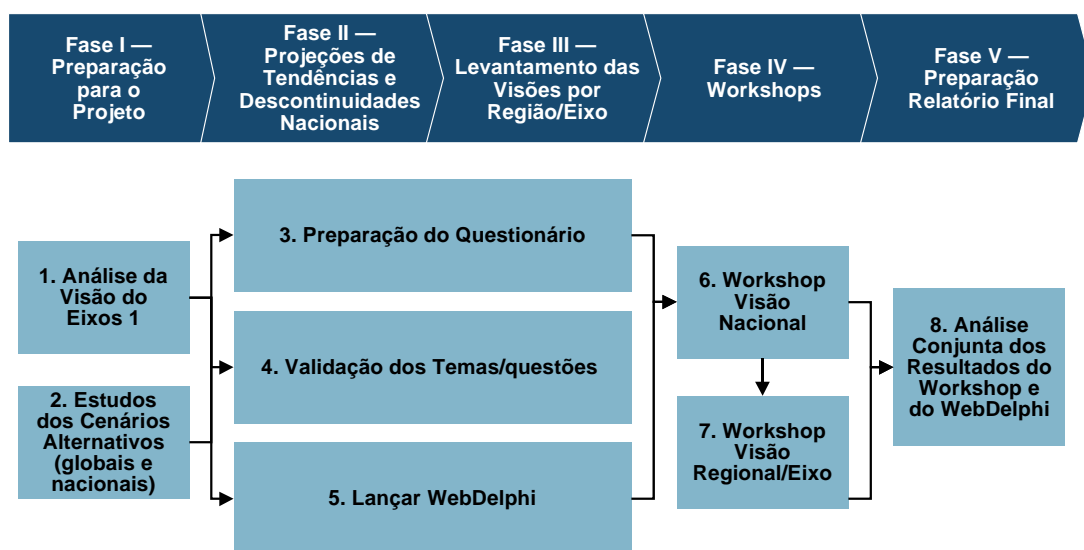 Fase I —
Preparação
para o
Projeto
Fase II —
Projeções de
Tendências e
Descontinuidades
Nacionais
Fase III —
Levantamento das
Visões por
Região/Eixo
Fase IV —
Workshops
Fase V —
Preparação
Relatório Final
1. Análise da
Visão do
Eixos 1
2. Estudos
dos Cenários
Alternativos
(globais e
nacionais)
3. Preparação do Questionário
4. Validação dos Temas/questões
5. Lançar WebDelphi
6. Workshop
Visão
Nacional
7. Workshop
Visão
Regional/Eixo
8. Análise
Conjunta dos
Resultados do
Workshop e
do WebDelphi